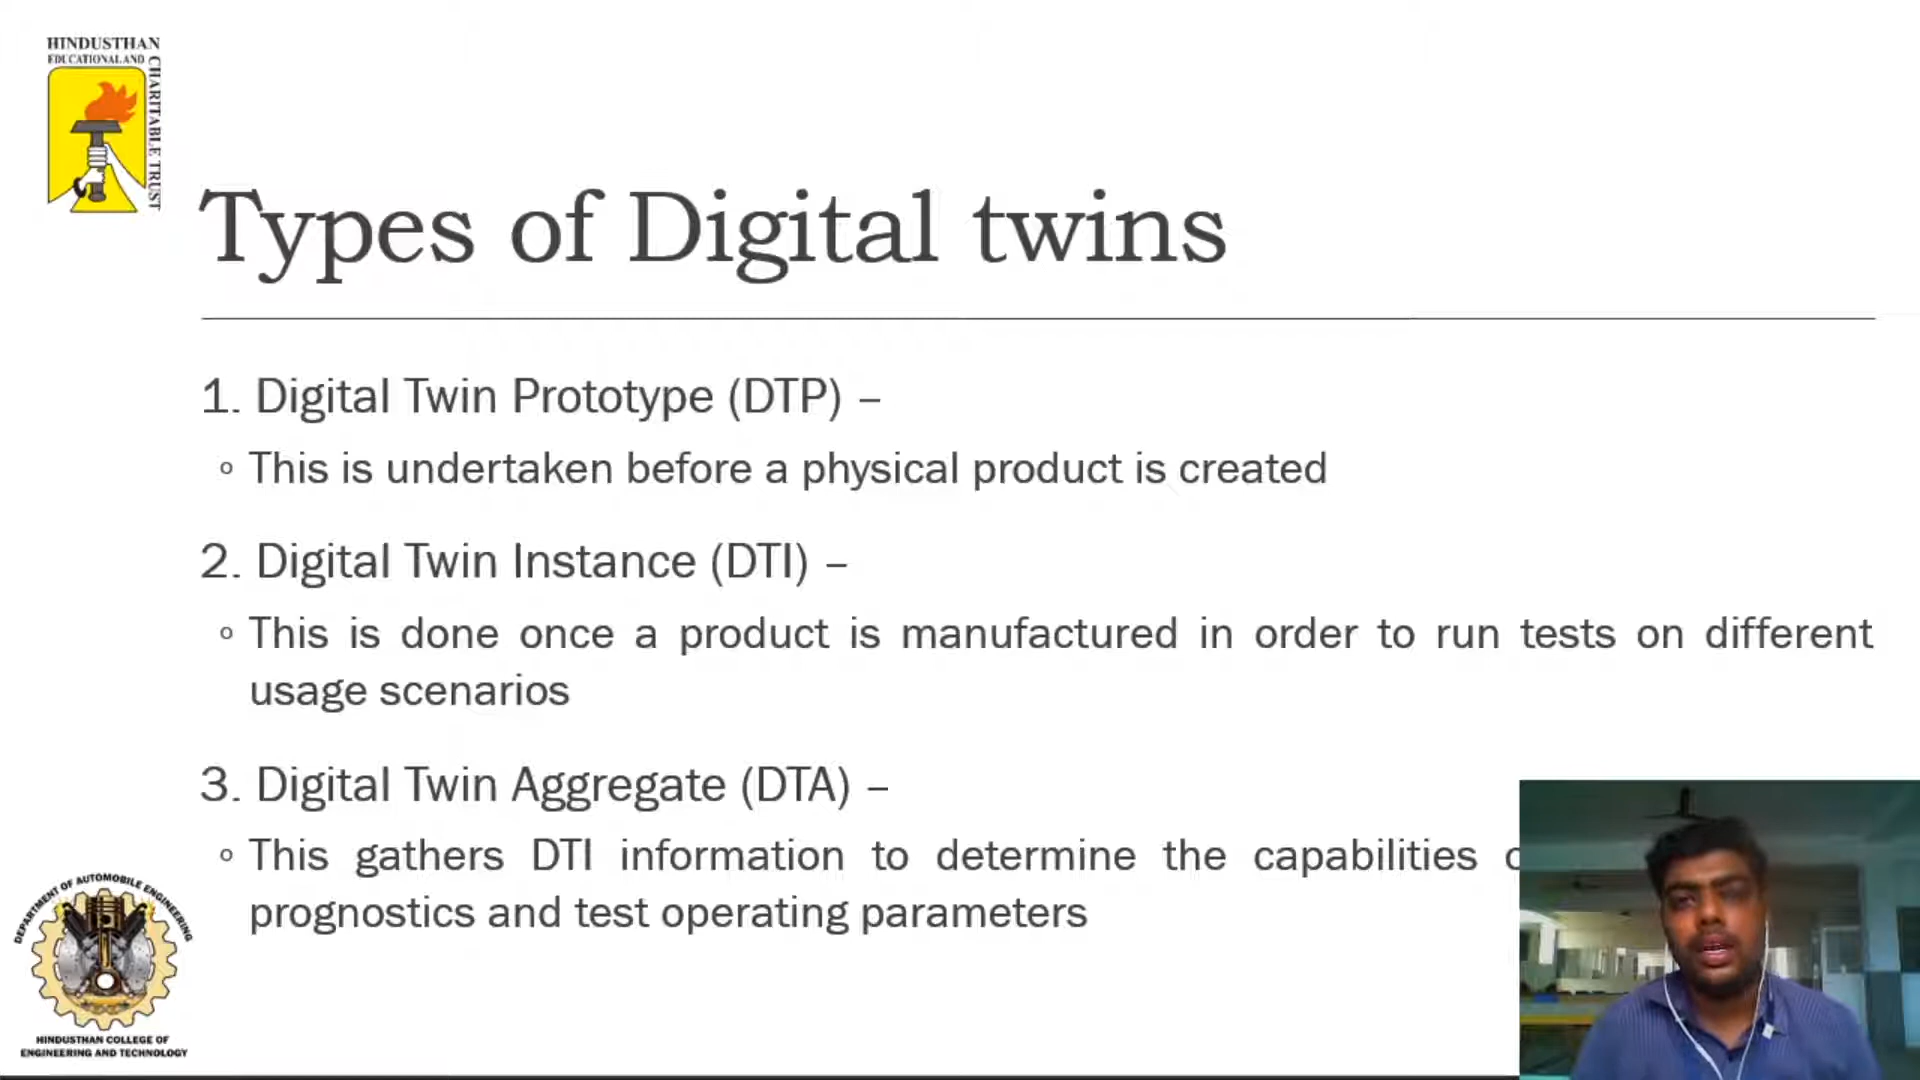 HINDUSTHAN
EDUCATIONAL AND
CHARITABLE TRUST
Types of Digital twins
1. Digital Twin Prototype (DTP) –
◦ This is undertaken before a physical product is created
2. Digital Twin Instance (DTI) –
◦ This is done once a product is manufactured in order to run tests on different
usage scenarios
3. Digital Twin Aggregate (DTA) –
◦ This gathers DTI information to determine the capabilities
prognostics and test operating parameters
DEPARTMENT OF AUTOMOBILE ENGINEERING
HINDUSTHAN COLLEGE OF
ENGINEERING AND TECHNOLOGY